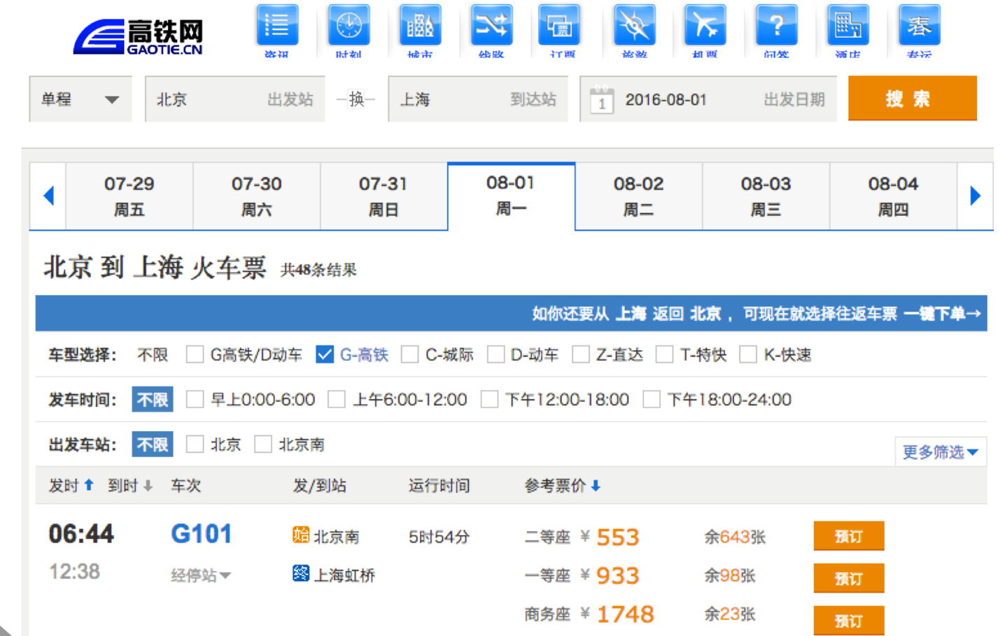 高铁网
GAOTIE.CN
资讯 时刻 城市 线路 订票 旅游 机票 问答 酒店 春运
票 ? 春
单程 北京 出发站 换 上海 到达站 1 2016-08-01 出发日期 搜 索
07-29 07-30 07-31 08-01 08-02 08-03 08-04
周五 周六 周日 周一 周二 周三 周四
北京 到 上海 火车票 共48条结果
如你还要从 上海 返回 北京 ，可现在就选择往返车票 一键下单→
车型选择： 不限 G高铁/D动车 G-高铁 C-城际 D-动车 Z-直达 T-特快 K-快速
发车时间： 不限 早上0:00-6:00 上午6:00-12:00 下午12:00-18:00 下午18:00-24:00
出发车站： 不限 北京 北京南
更多筛选
发时 到时 车次 发/到站 运行时间 参考票价
06:44 G101 始 北京南 5时54分 二等座 ¥ 553 余643张 预订
12:38 经停站 终 上海虹桥 一等座 ¥ 933 余98张 预订
商务座 ¥ 1748 余23张 预订